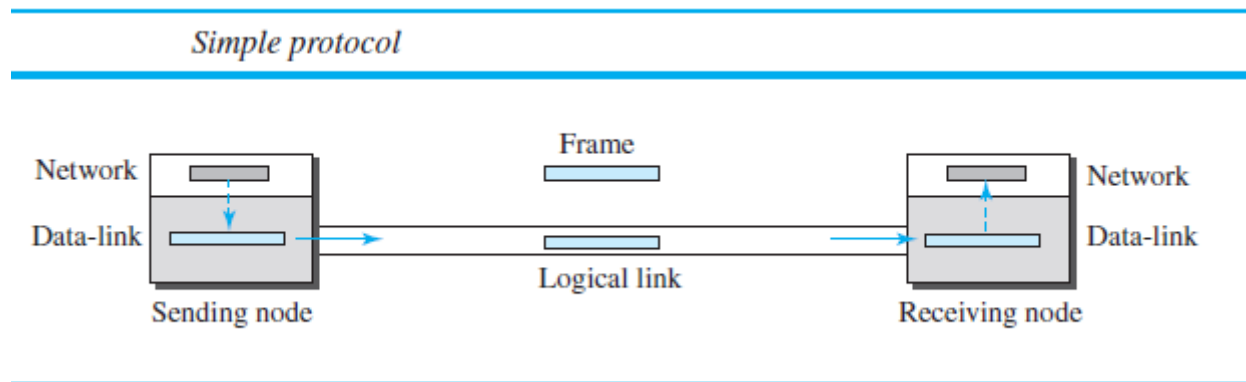 Simple protocol
Frame
Network
Network
Data-link
Data-link
Logical link
Sending node
Receiving node